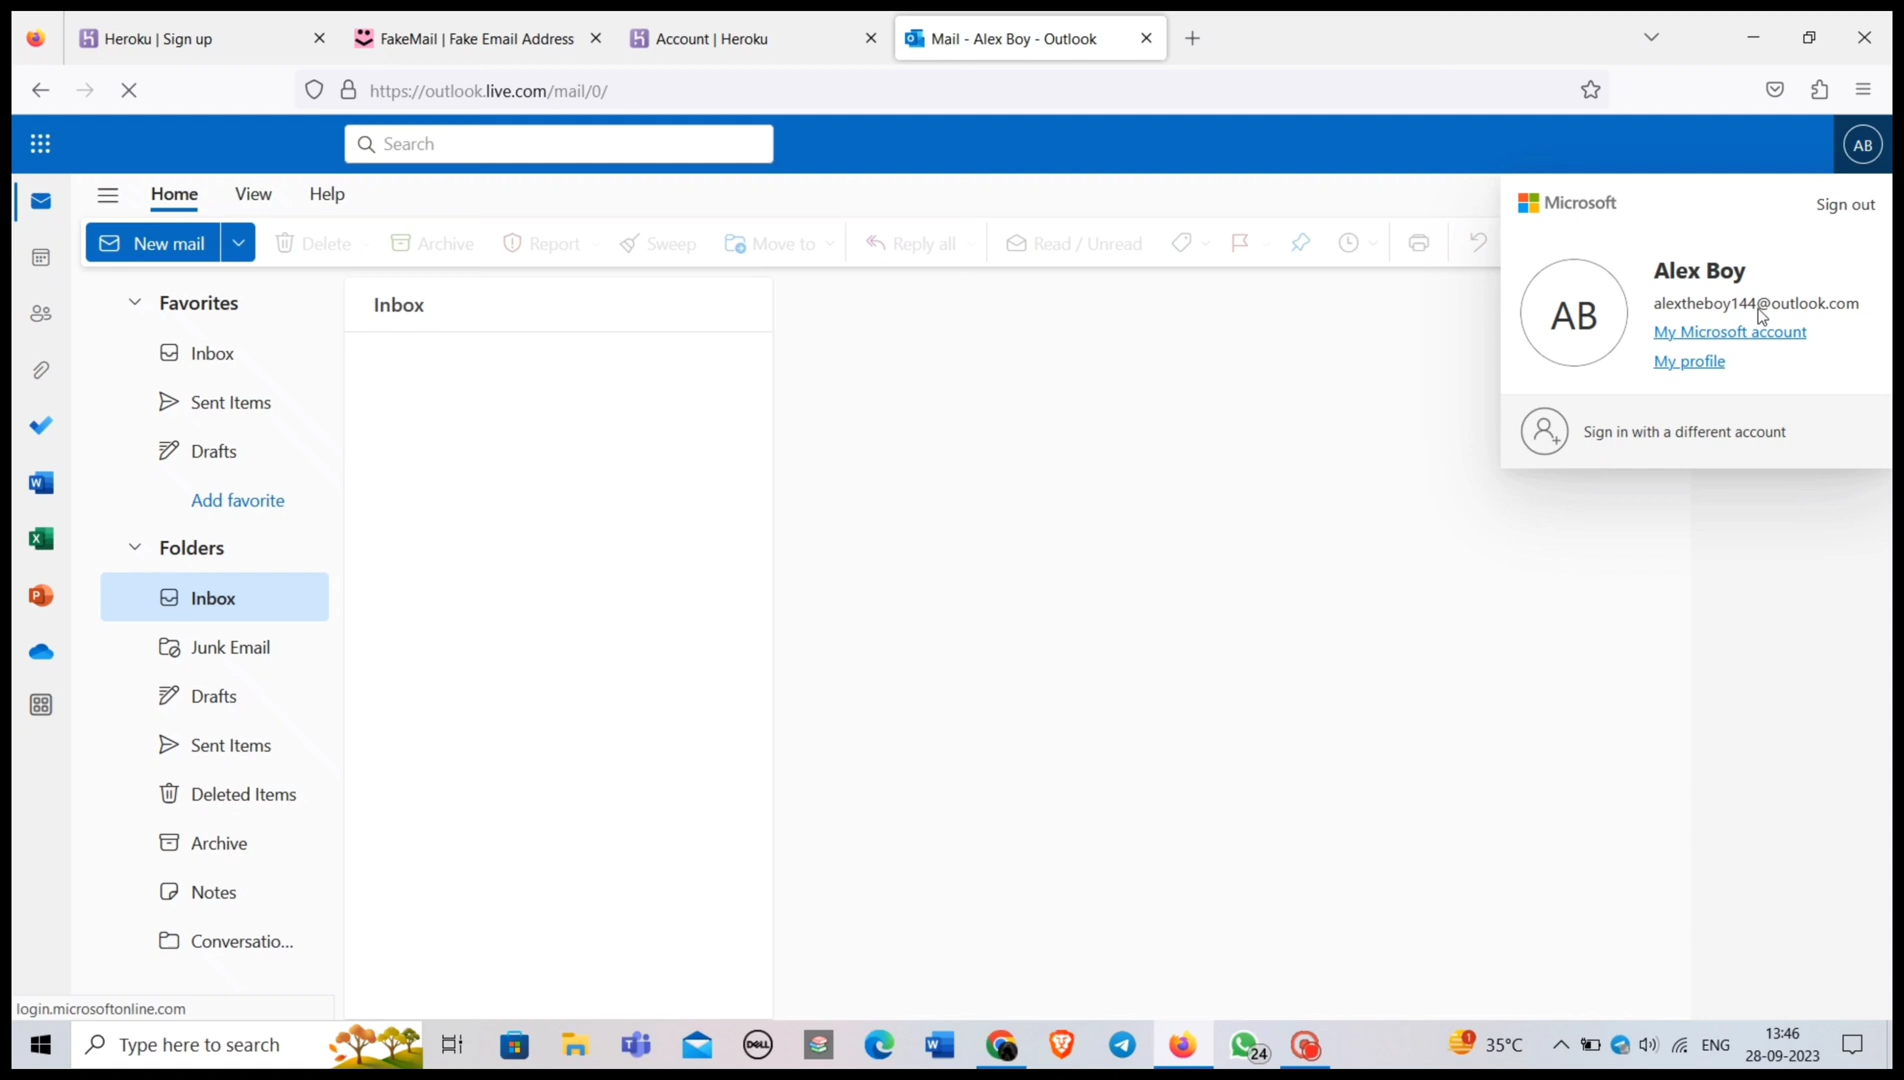 Heroku | Sign up
FakeMail | Fake Email Address
Account | Heroku
Mail - Alex Boy - Outlook
https://outlook.live.com/mail/0/
Search
AB
Home View Help
Microsoft
Sign out
New mail
Delete
Archive
Report
Sweep
Move to
Reply all
Read / Unread
Alex Boy
alextheboy144@outlook.com
AB
My Microsoft account
My profile
Sign in with a different account
Favorites
Inbox
Sent Items
Drafts
Add favorite
Folders
Inbox
Junk Email
Drafts
Sent Items
Deleted Items
Archive
Notes
Conversatio...
Inbox
login.microsoftonline.com
Type here to search
DELL
24
1
35°C
ENG
13:46
28-09-2023